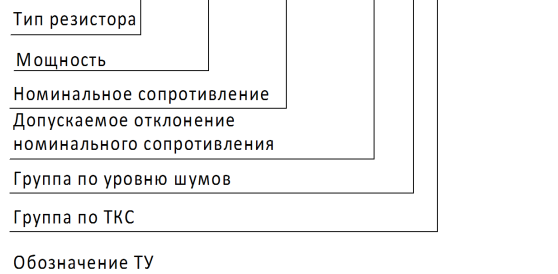 Тип резистора
Мощность
Номинальное сопротивление
Допускаемое отклонение
номинального сопротивления
Группа по уровню шумов
Группа по ТКС
Обозначение ТУ